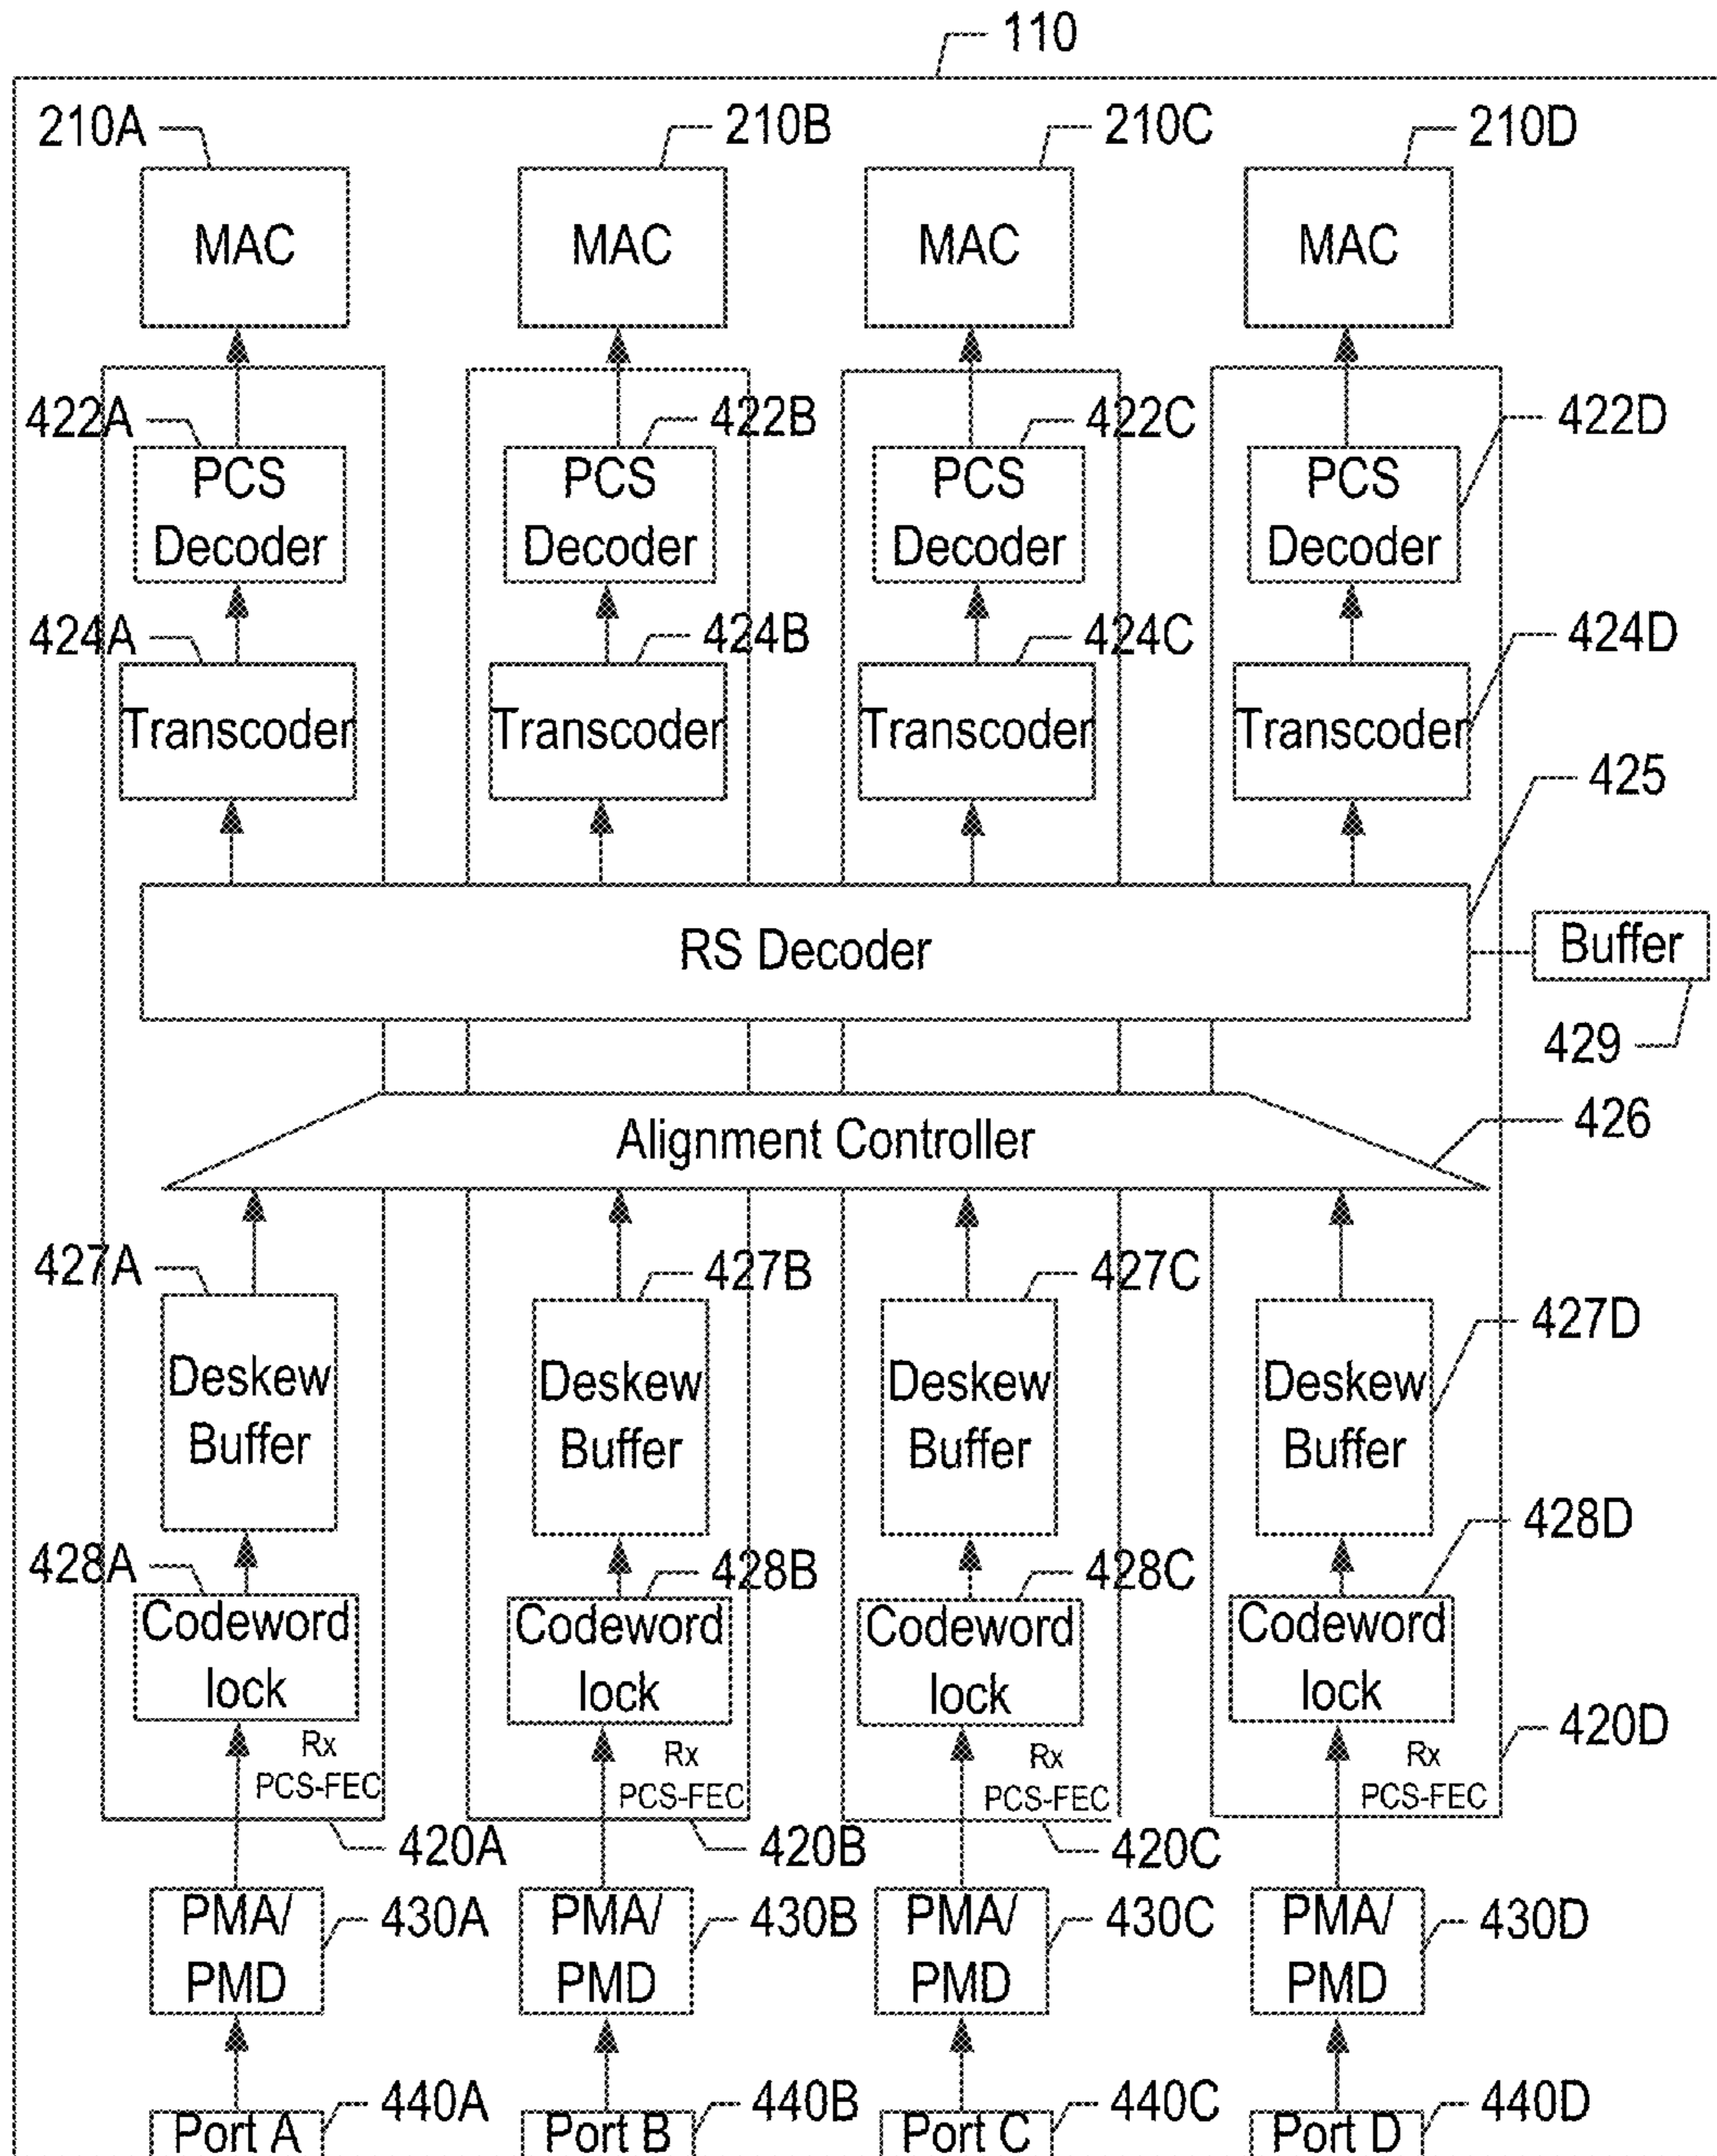 110
210A 210B 210C 210D
MAC MAC MAC MAC
422A 422B 422C 422D
PCS PCS PCS PCS
Decoder Decoder Decoder Decoder
424A 424B 424C 424D
Transcoder Transcoder Transcoder Transcoder
425
RS Decoder Buffer
429
Alignment Controller 426
427A 427B 427C 427D
Deskew Deskew Deskew Deskew
Buffer Buffer Buffer Buffer
428A 428B 428C 428D
Codeword Codeword Codeword Codeword
lock lock lock lock
Rx Rx Rx Rx
PCS-FEC PCS-FEC PCS-FEC PCS-FEC
420A 420B 420C 420D
PMA/ PMA/ PMA/ PMA/
PMD PMD PMD PMD
430A 430B 430C 430D
Port A 440A Port B 440B Port C 440C Port D 440D